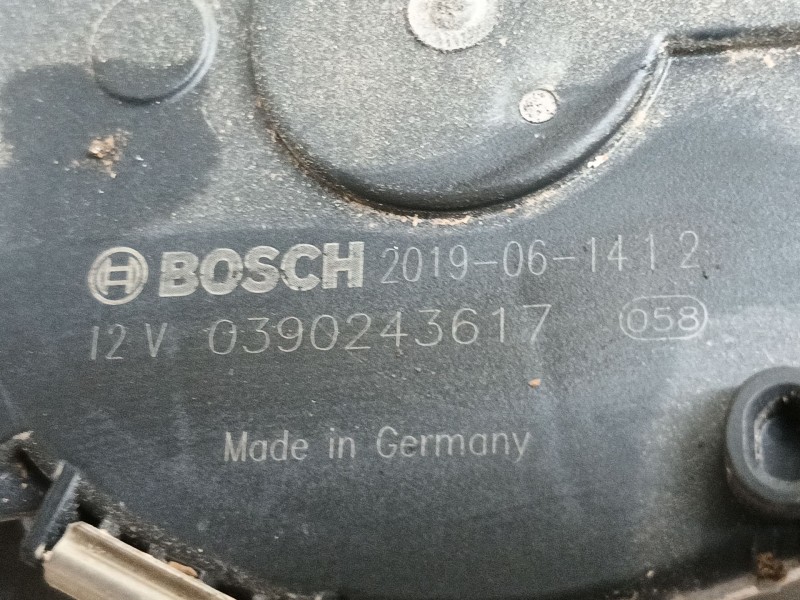 BOSCH 2019-06-14 1 2
12 V 0390243617 058
Made in Germany